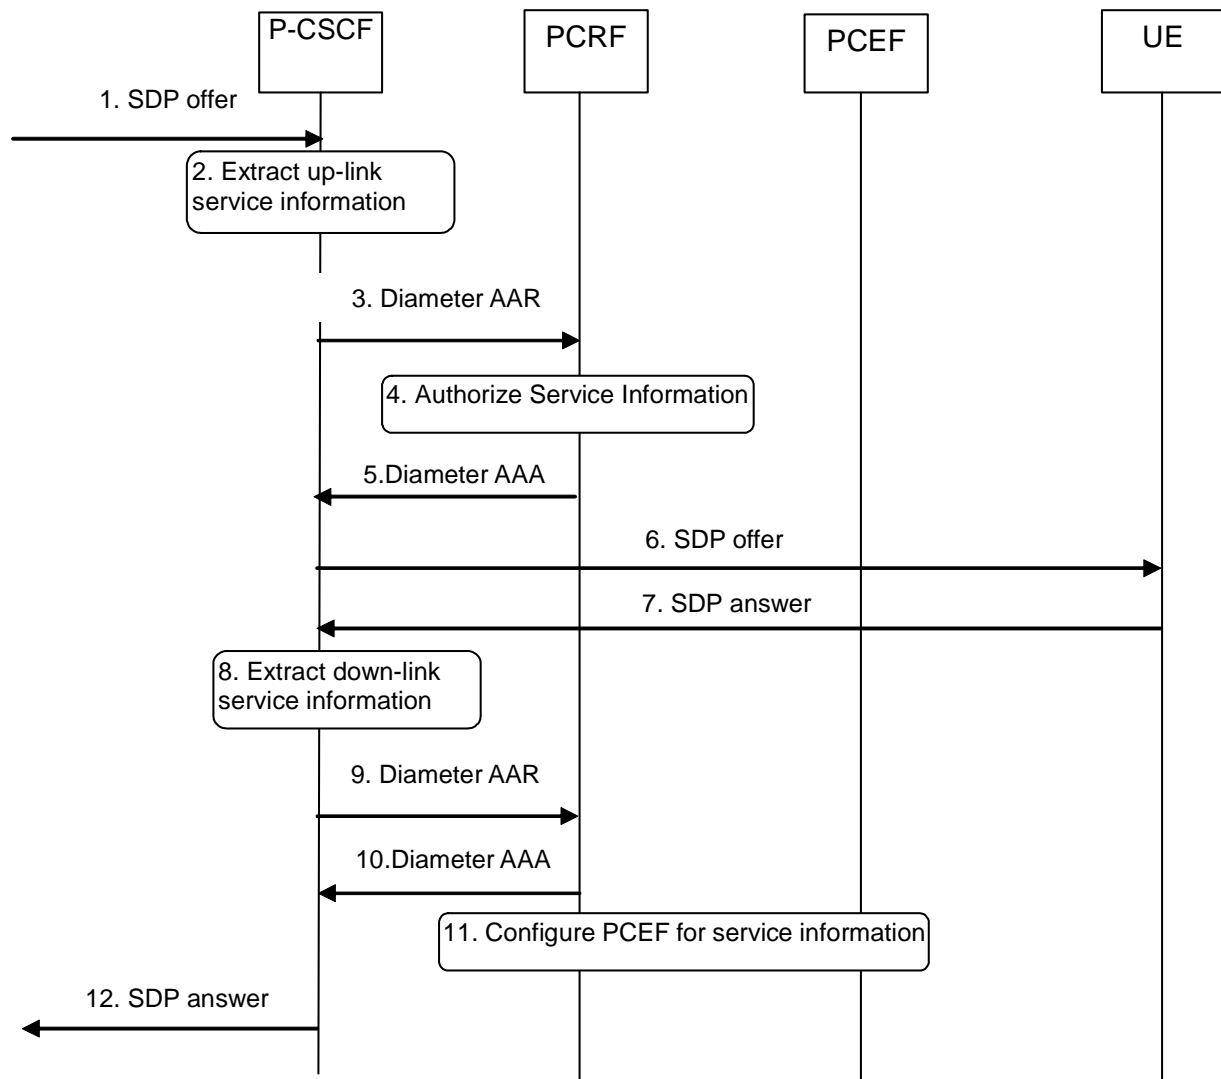 P-CSCF
PCRF
PCEF
UE
1. SDP offer
2. Extract up-link
service information
3. Diameter AAR
4. Authorize Service Information
5.Diameter AAA
6. SDP offer
7. SDP answer
8. Extract down-link
service information
9. Diameter AAR
10.Diameter AAA
11. Configure PCEF for service information
12. SDP answer